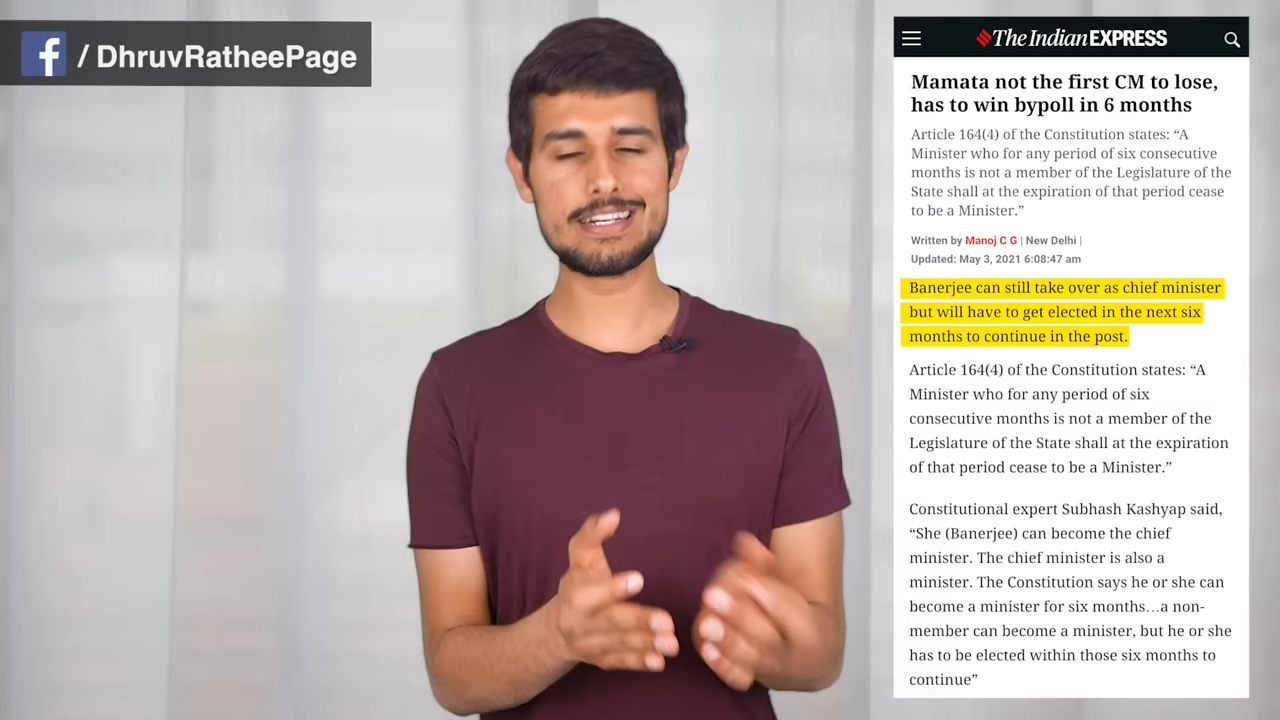 f / DhruvRatheePage
The Indian EXPRESS
Mamata not the first CM to lose,
has to win bypoll in 6 months
Article 164(4) of the Constitution states: “A
Minister who for any period of six consecutive
months is not a member of the Legislature of the
State shall at the expiration of that period cease
to be a Minister.”
Written by Manoj C G | New Delhi |
Updated: May 3, 2021 6:08:47 am
Banerjee can still take over as chief minister
but will have to get elected in the next six
months to continue in the post.
Article 164(4) of the Constitution states: “A
Minister who for any period of six
consecutive months is not a member of the
Legislature of the State shall at the expiration
of that period cease to be a Minister.”
Constitutional expert Subhash Kashyap said,
“She (Banerjee) can become the chief
minister. The chief minister is also a
minister. The Constitution says he or she can
become a minister for six months…a non-
member can become a minister, but he or she
has to be elected within those six months to
continue”